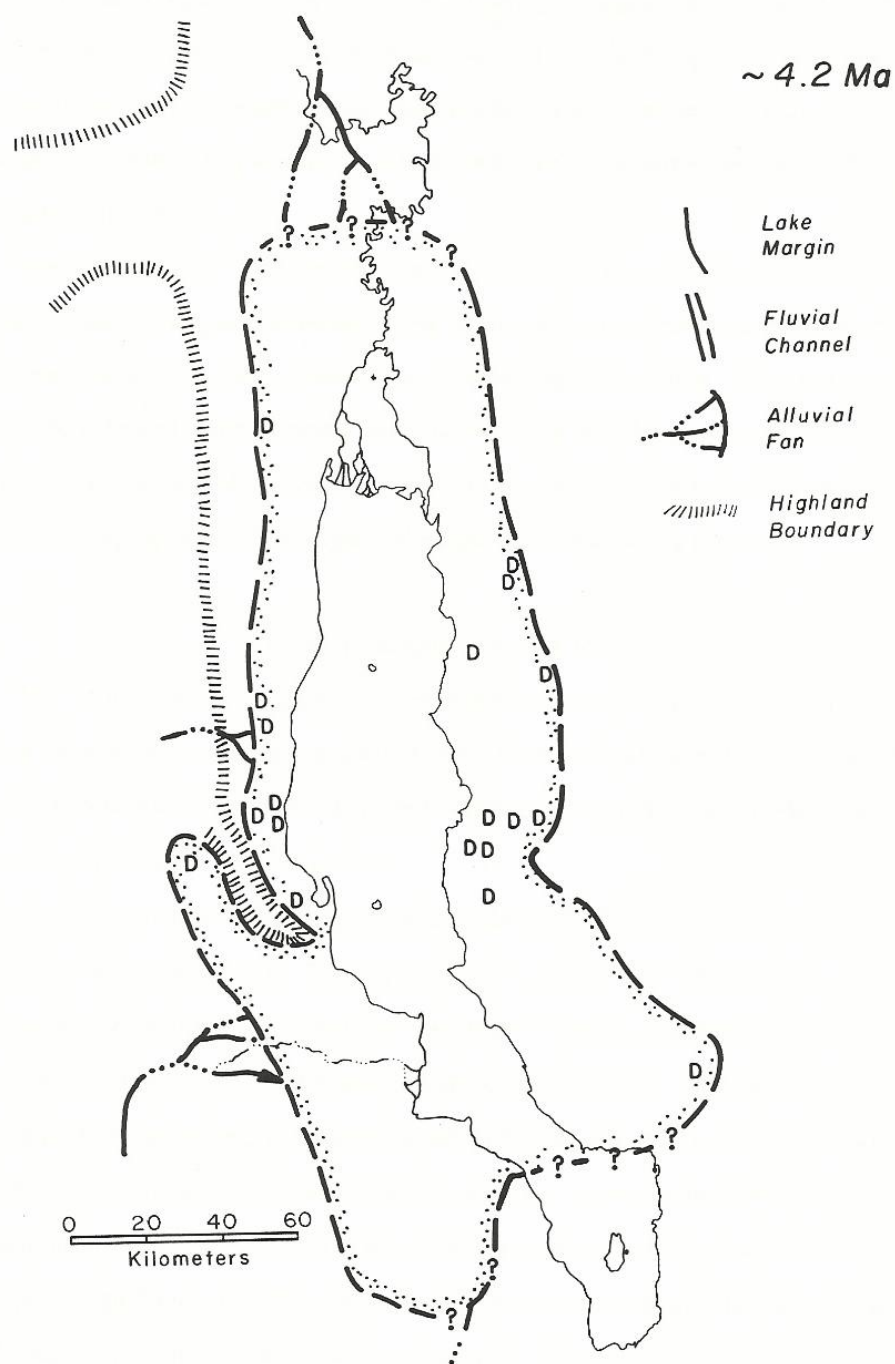 ~ 4.2 Ma
Lake
Margin
Fluvial
Channel
Alluvial
Fan
Highland
Boundary
? ? ? ?
D
D
D
D
D
D
D
D
D
D
D
D D D
D D
D
D
D
D
? ? ?
?
?
0 20 40 60
Kilometers